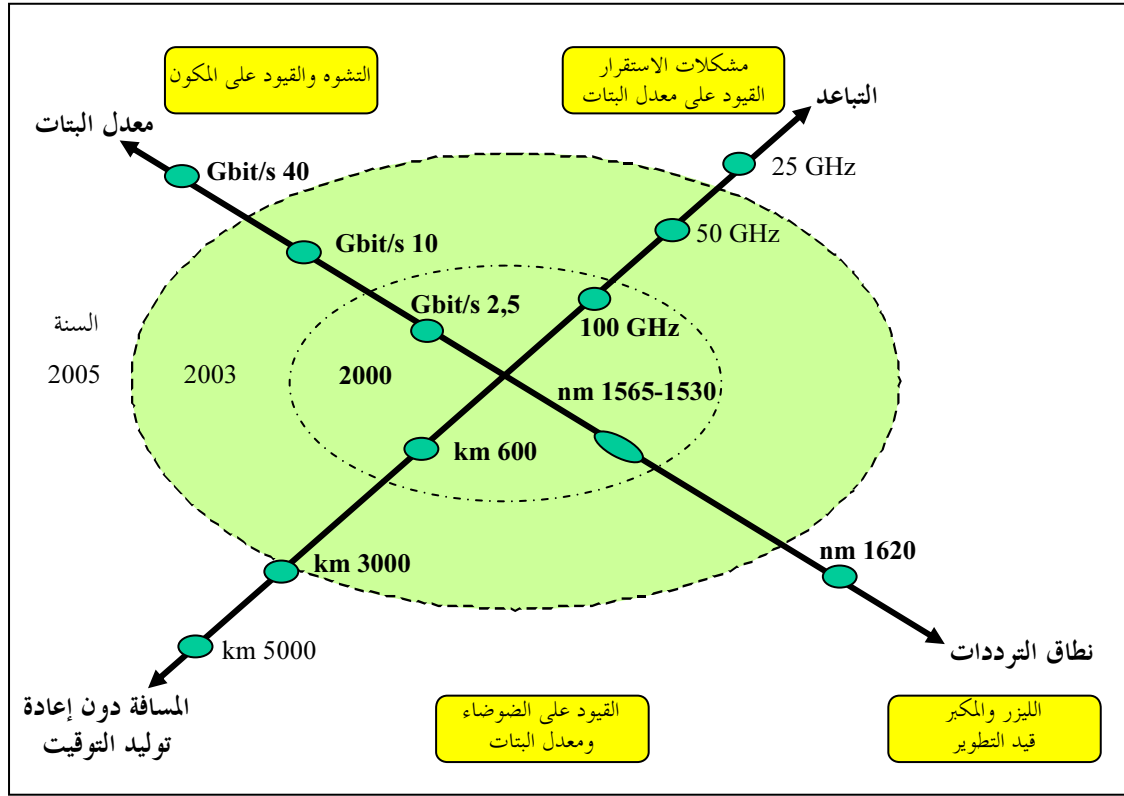 مشكلات الاستقرار
القيود على معدل البتات
التشوه والقيود على المكون
التباعد
معدل البتات
25 GHz
Gbit/s 40
50 GHz
Gbit/s 10
Gbit/s 2,5
100 GHz
السنة
2005
2003
2000
nm 1565-1530
km 600
nm 1620
km 3000
km 5000
نطاق الترددات
المسافة دون إعادة
توليد التوقيت
الليزر والمكبر
قيد التطوير
القيود على الضوضاء
ومعدل البتات